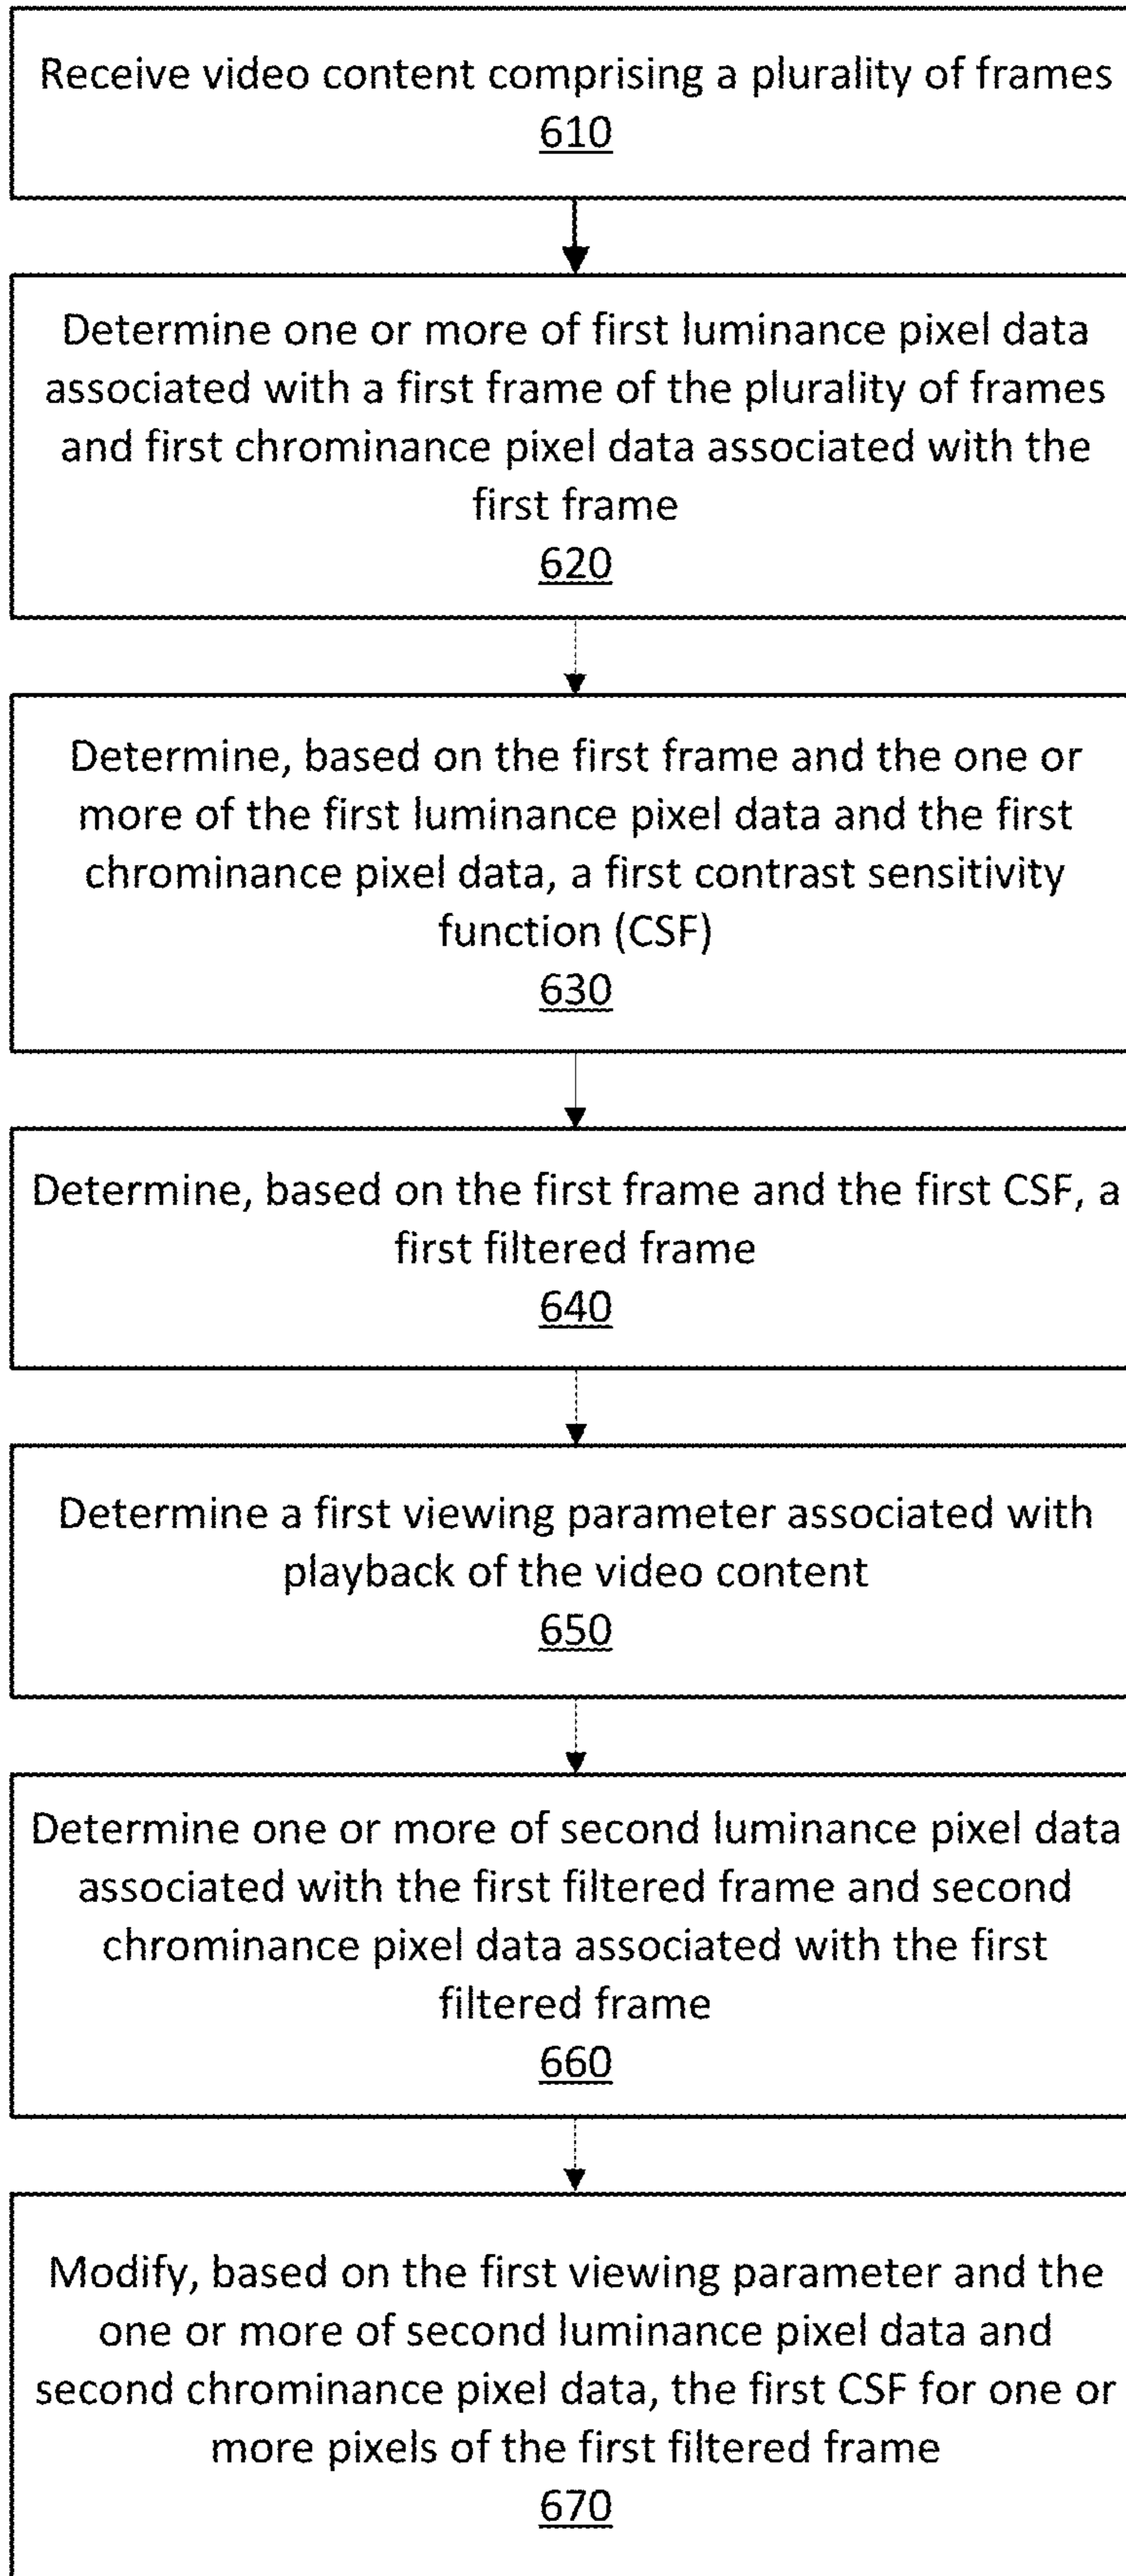 Receive video content comprising a plurality of frames
610
Determine one or more of first luminance pixel data
associated with a first frame of the plurality of frames
and first chrominance pixel data associated with the
first frame
620
Determine, based on the first frame and the one or
more of the first luminance pixel data and the first
chrominance pixel data, a first contrast sensitivity
function (CSF)
630
Determine, based on the first frame and the first CSF, a
first filtered frame
640
Determine a first viewing parameter associated with
playback of the video content
650
Determine one or more of second luminance pixel data
associated with the first filtered frame and second
chrominance pixel data associated with the first
filtered frame
660
Modify, based on the first viewing parameter and the
one or more of second luminance pixel data and
second chrominance pixel data, the first CSF for one or
more pixels of the first filtered frame
670